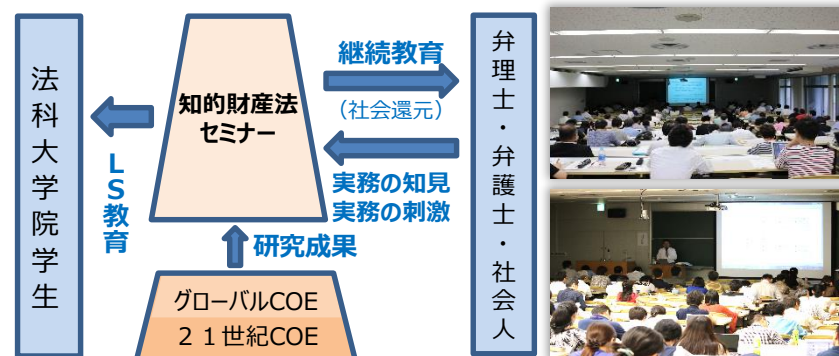 法科大学院学生
LS教育
知的財産法
セミナー
継続教育
（社会還元）
実務の知見
実務の刺激
研究成果
グローバルCOE
２１世紀COE
弁理士・弁護士・社会人